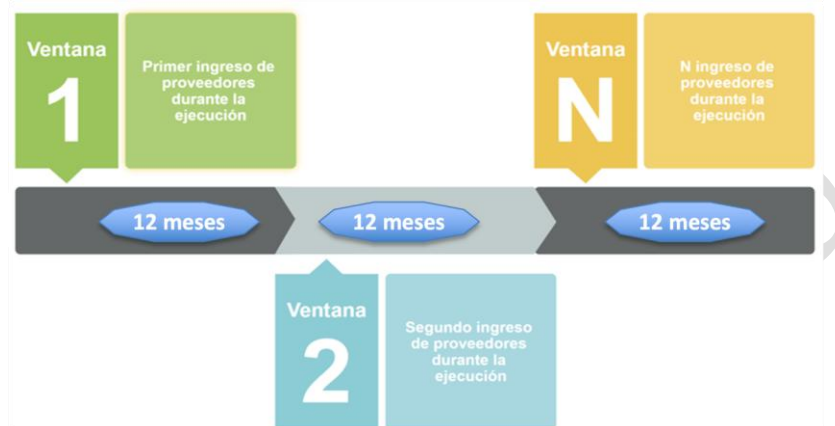 Ventana
1
Primer ingreso de
proveedores
durante la
ejecución
Ventana
N
N ingreso de
proveedores
durante la
ejecución
12 meses
12 meses
12 meses
Ventana
2
Segundo ingreso
de proveedores
durante la
ejecución